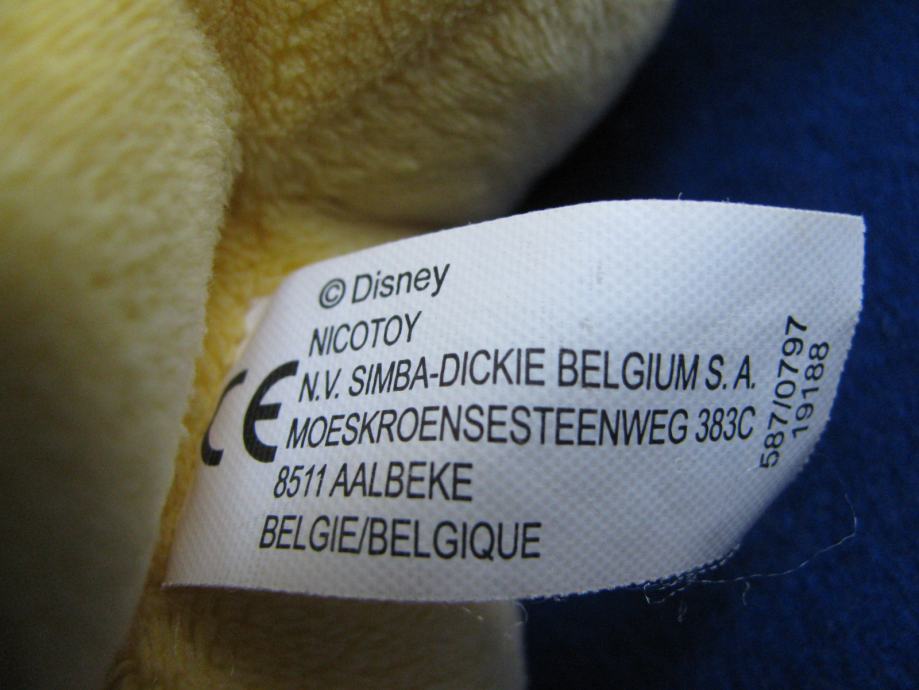 © Disney
NICOTOY
N.V. SIMBA-DICKIE BELGIUM S.A.
MOESKROENSESTEENWEG 383C
8511 AALBEKE
BELGIE/BELGIQUE
CE
587/0797
19188